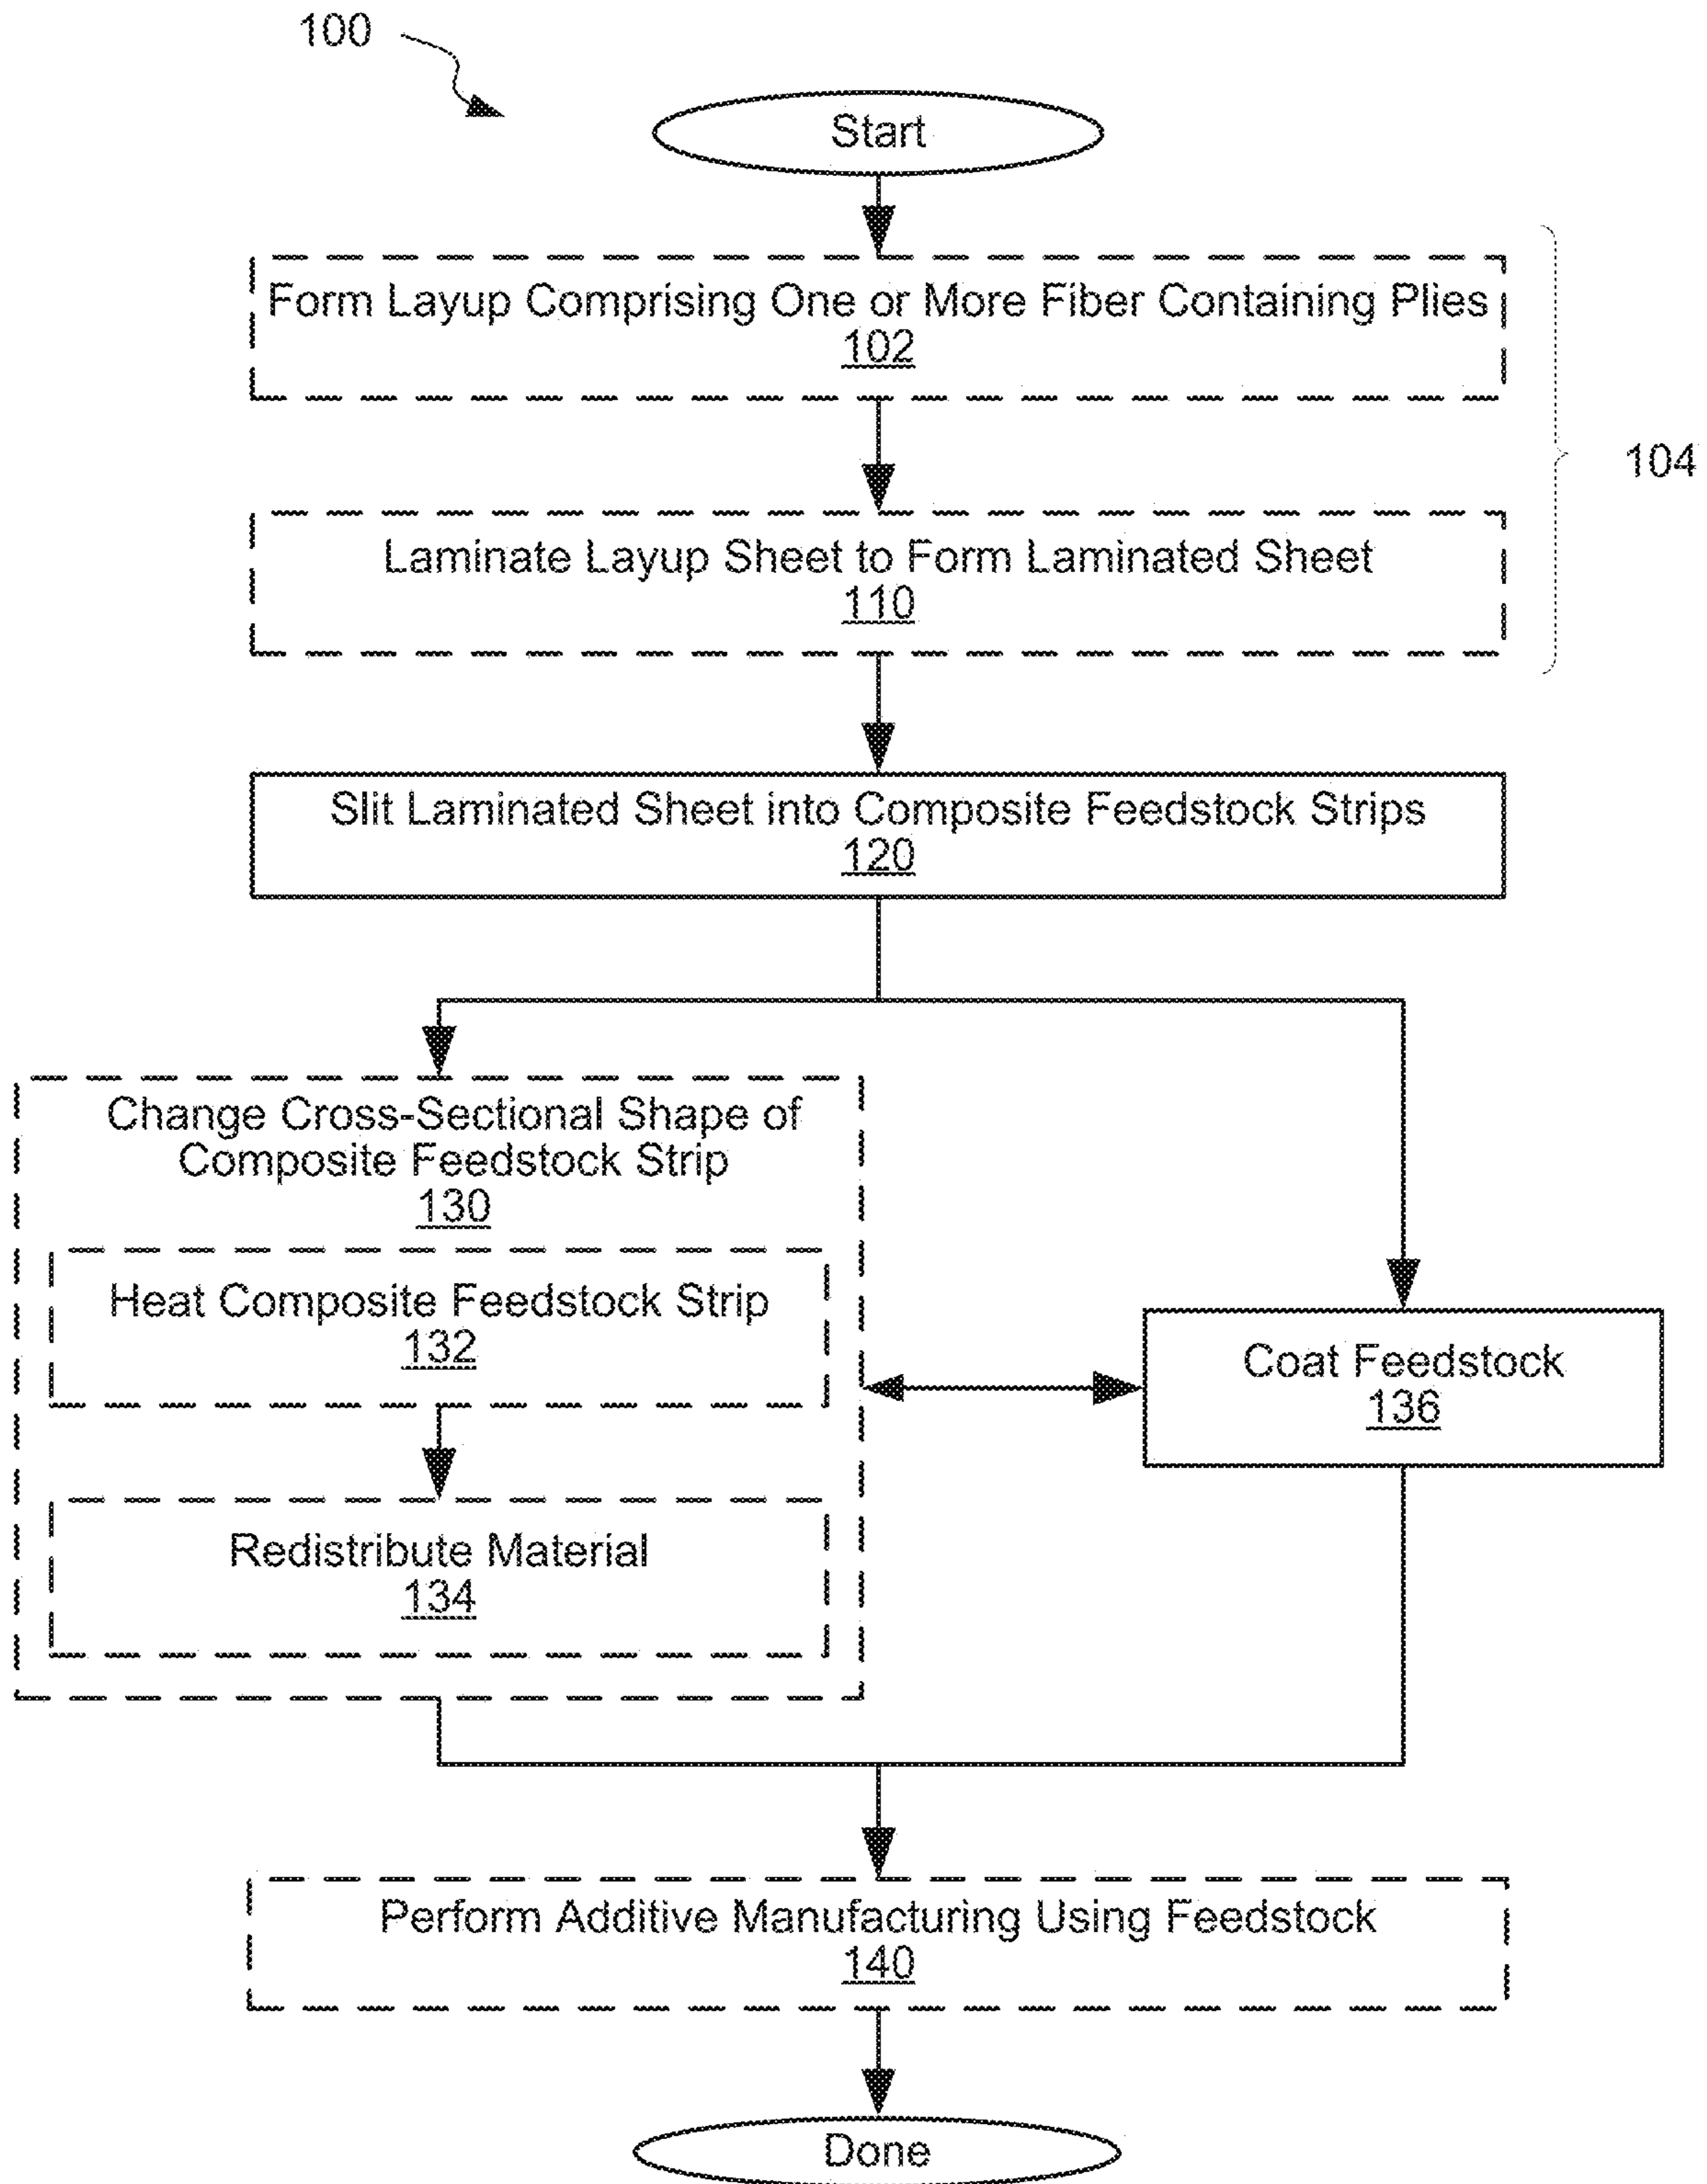 100
Start
Form Layup Comprising One or More Fiber Containing Plies
102
104
Laminate Layup Sheet to Form Laminated Sheet
110
Slit Laminated Sheet into Composite Feedstock Strips
120
Change Cross-Sectional Shape of
Composite Feedstock Strip
130
Heat Composite Feedstock Strip
132
Coat Feedstock
136
Redistribute Material
134
Perform Additive Manufacturing Using Feedstock
140
Done